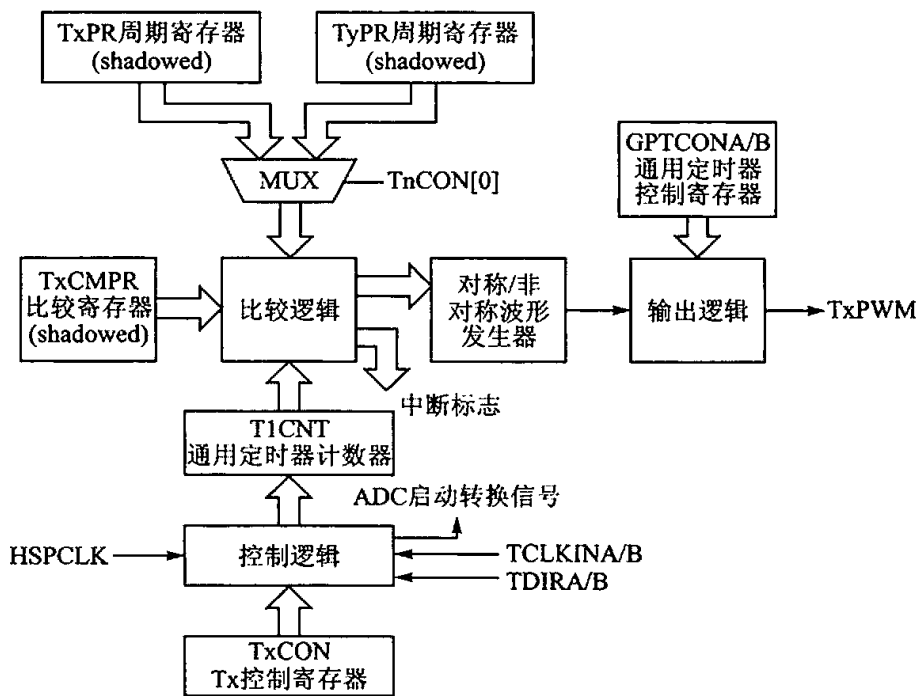 TxPR周期寄存器
(shadowed)
TyPR周期寄存器
(shadowed)
GPTCONA/B
通用定时器
控制寄存器
MUX
TnCON[0]
TxCMPR
比较寄存器
(shadowed)
比较逻辑
对称/非
对称波形
发生器
输出逻辑
TxPWM
中断标志
T1CNT
通用定时器计数器
ADC启动转换信号
HSPCLK
控制逻辑
TCLKINA/B
TDIRA/B
TxCON
Tx控制寄存器